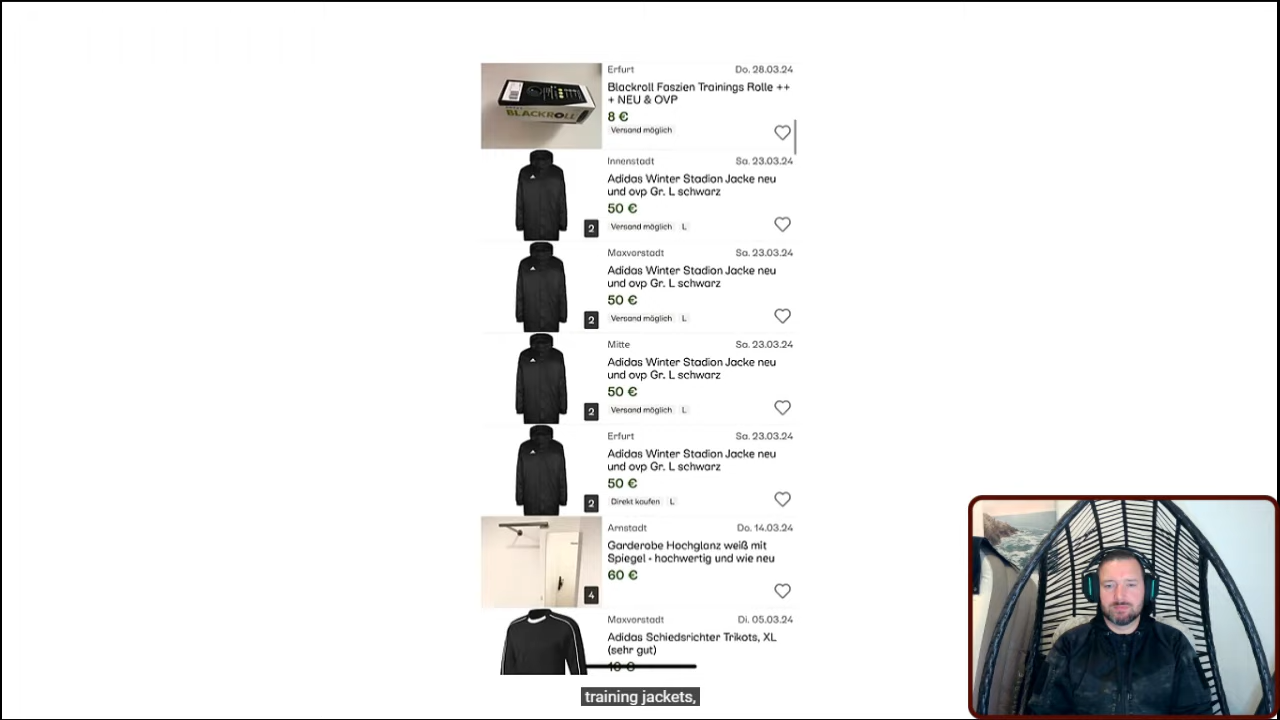 Erfurt Do. 28.03.24
Blackroll Faszien Trainings Rolle ++
+ NEU & OVP
8 €
Versand möglich
BLACKROLL
Innenstadt Sa. 23.03.24
Adidas Winter Stadion Jacke neu
und ovp Gr. L schwarz
50 €
2 Versand möglich L
Maxvorstadt Sa. 23.03.24
Adidas Winter Stadion Jacke neu
und ovp Gr. L schwarz
50 €
2 Versand möglich L
Mitte Sa. 23.03.24
Adidas Winter Stadion Jacke neu
und ovp Gr. L schwarz
50 €
2 Versand möglich L
Erfurt Sa. 23.03.24
Adidas Winter Stadion Jacke neu
und ovp Gr. L schwarz
50 €
2 Direkt kaufen L
Arnstadt Do. 14.03.24
Garderobe Hochglanz weiß mit
Spiegel - hochwertig und wie neu
60 €
4
Maxvorstadt Di. 05.03.24
Adidas Schiedsrichter Trikots, XL
(sehr gut)
training jackets,